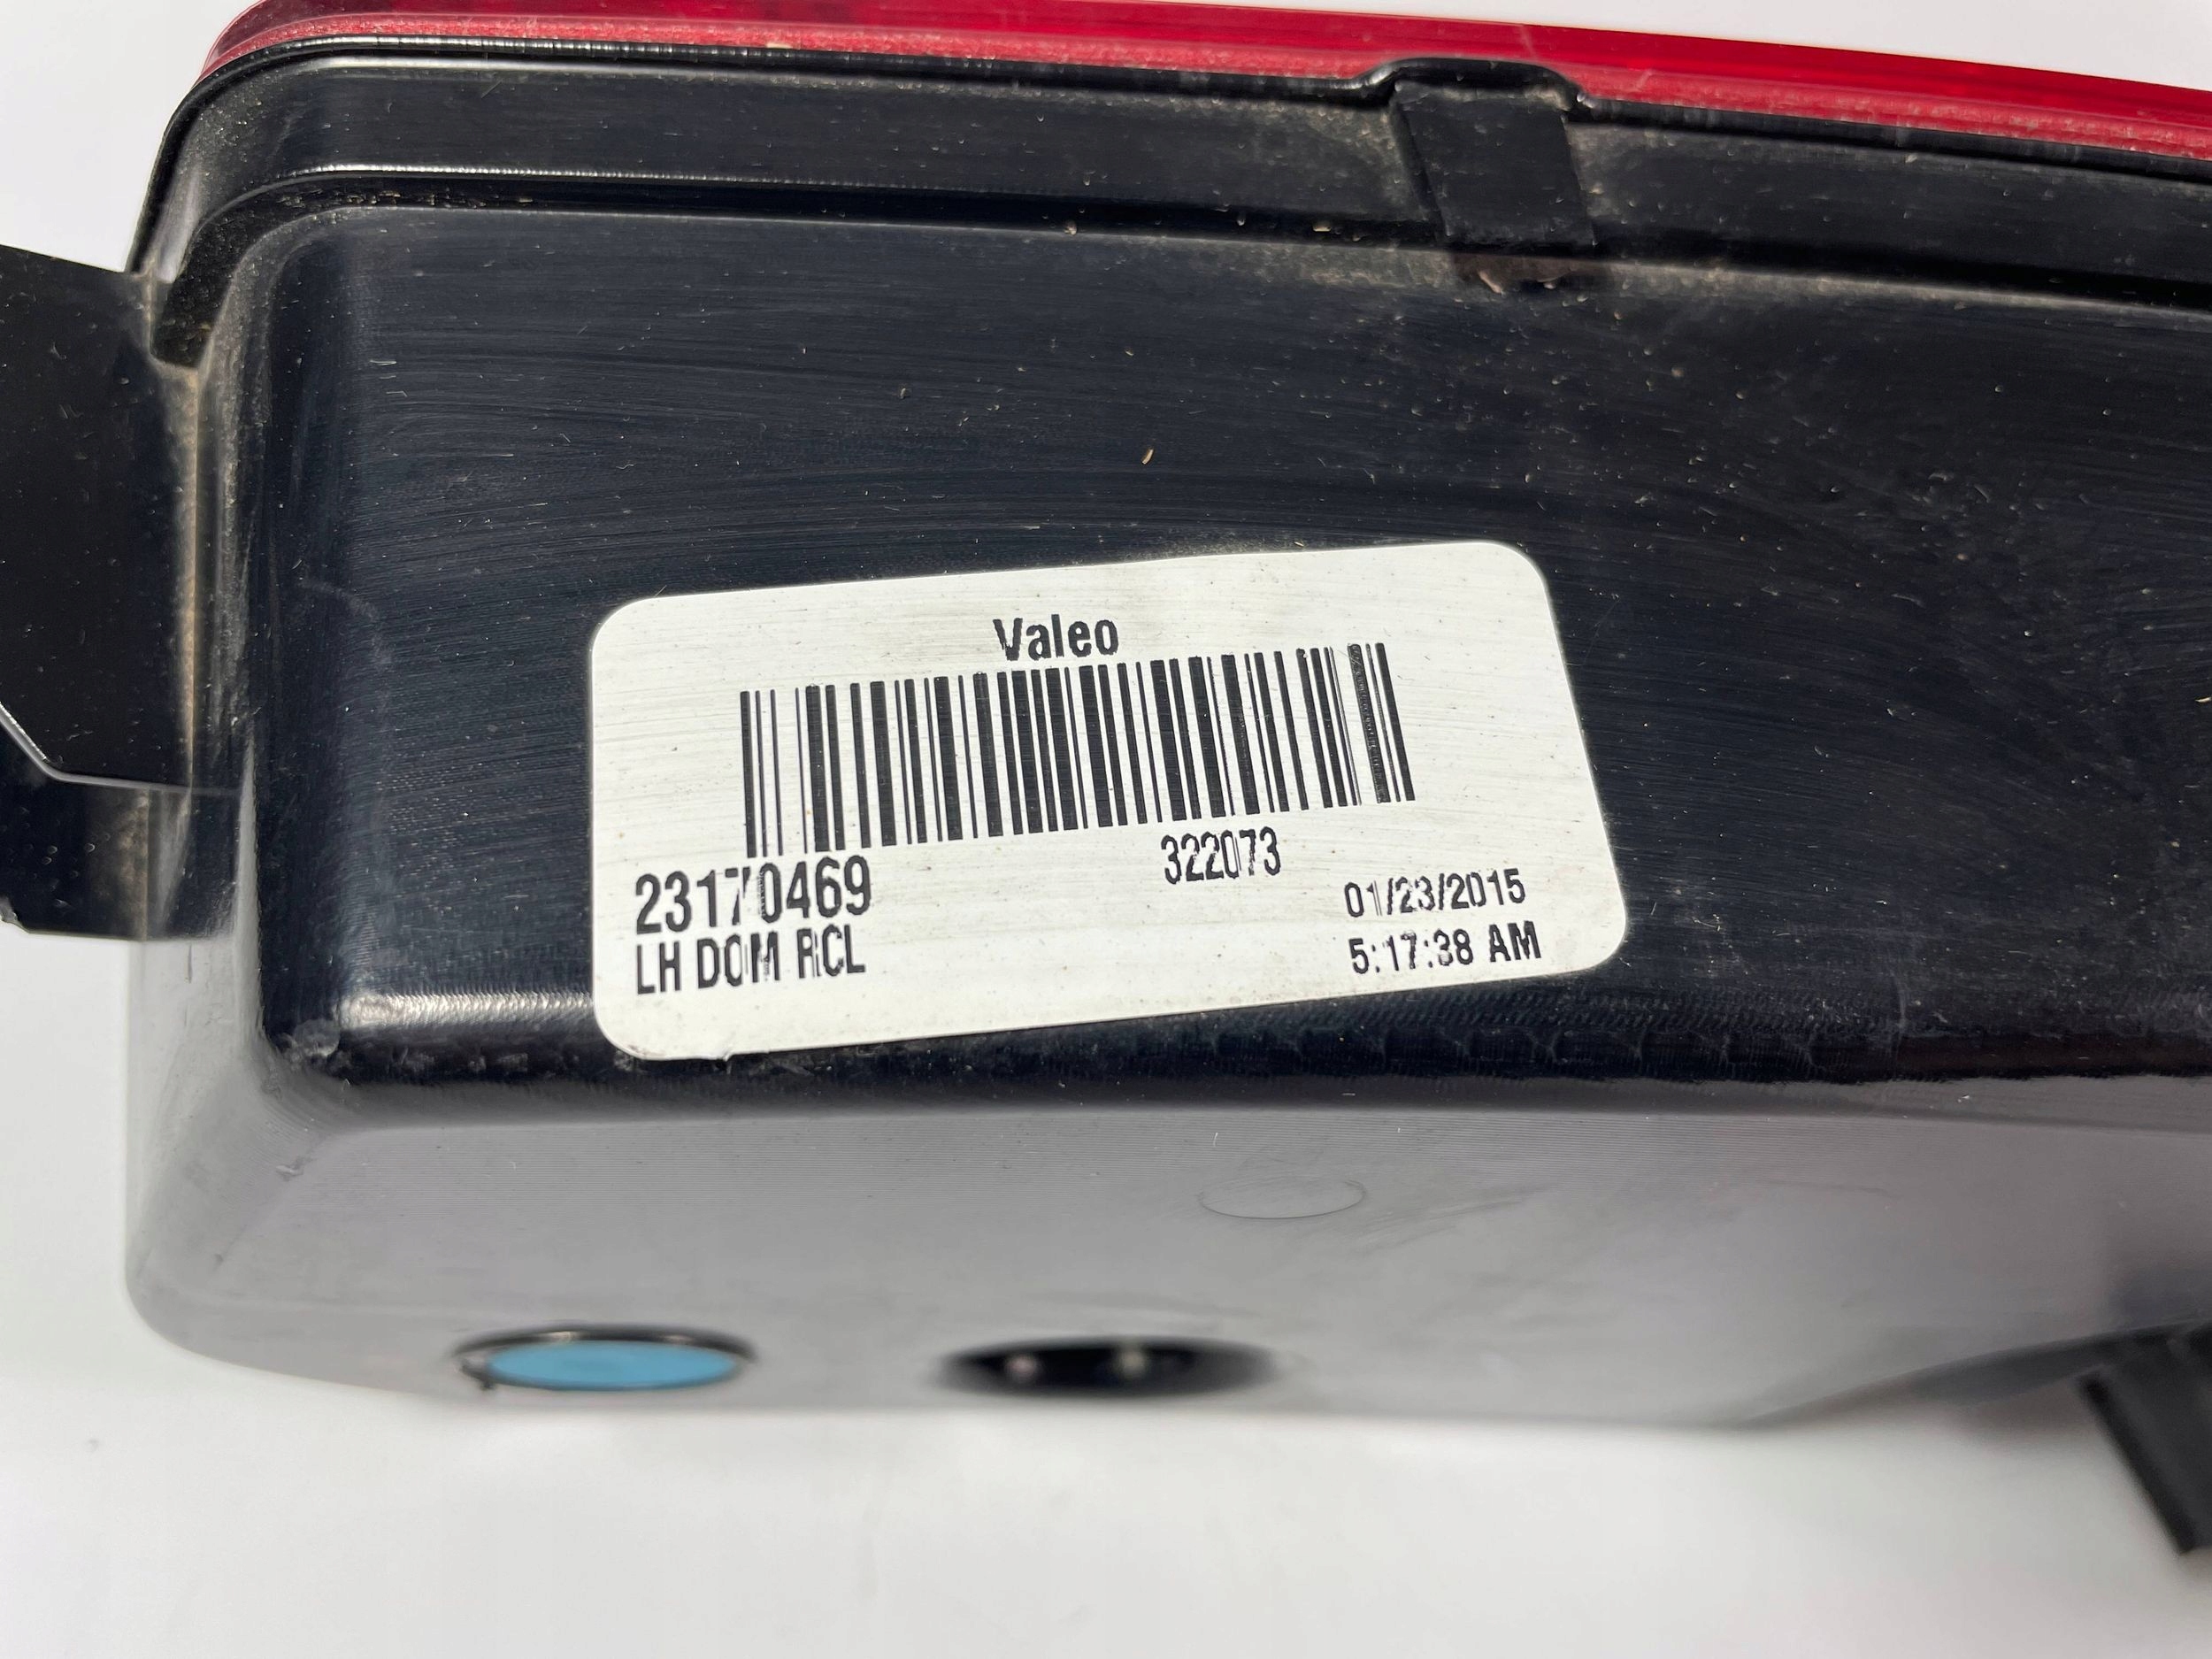 Valeo
322073
23170469
01/23/2015
LH DOM RCL
5:17:38 AM